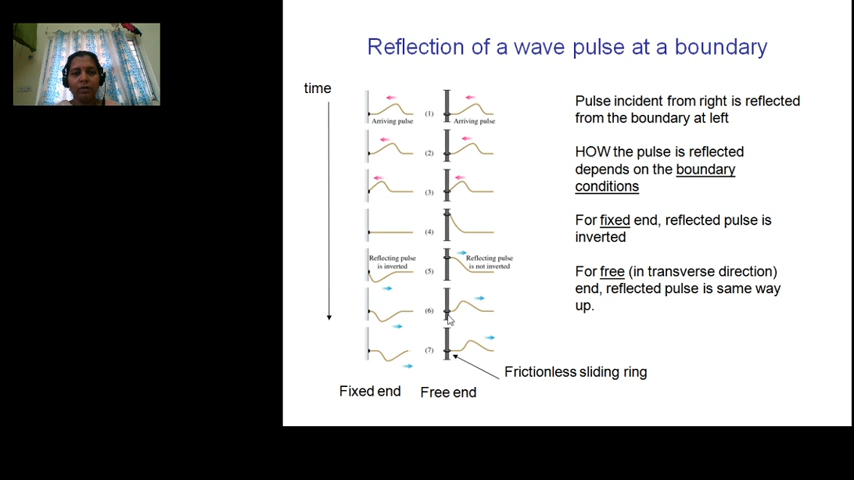 Reflection of a wave pulse at a boundary
time
Arriving pulse (1) Arriving pulse
(2)
(3)
(4)
Reflecting pulse is inverted (5) Reflecting pulse is not inverted
(6)
(7)
Fixed end Free end
Frictionless sliding ring
Pulse incident from right is reflected
from the boundary at left
HOW the pulse is reflected
depends on the boundary
conditions
For fixed end, reflected pulse is
inverted
For free (in transverse direction)
end, reflected pulse is same way
up.